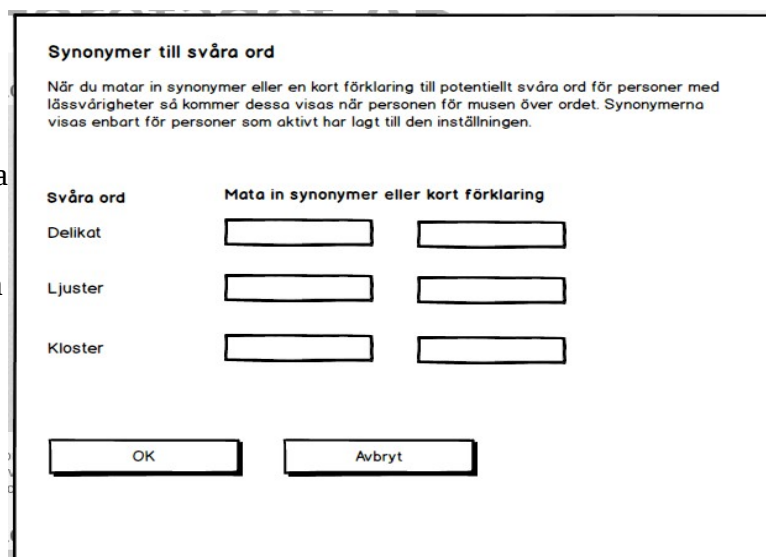 Synonymer till svåra ord
När du matar in synonymer eller en kort förklaring till potentiellt svåra ord för personer med
lässvårigheter så kommer dessa visas när personen för musen över ordet. Synonymerna
visas enbart för personer som aktivt har lagt till den inställningen.
Svåra ord Mata in synonymer eller kort förklaring
Delikat
Ljuster
Kloster
OK Avbryt